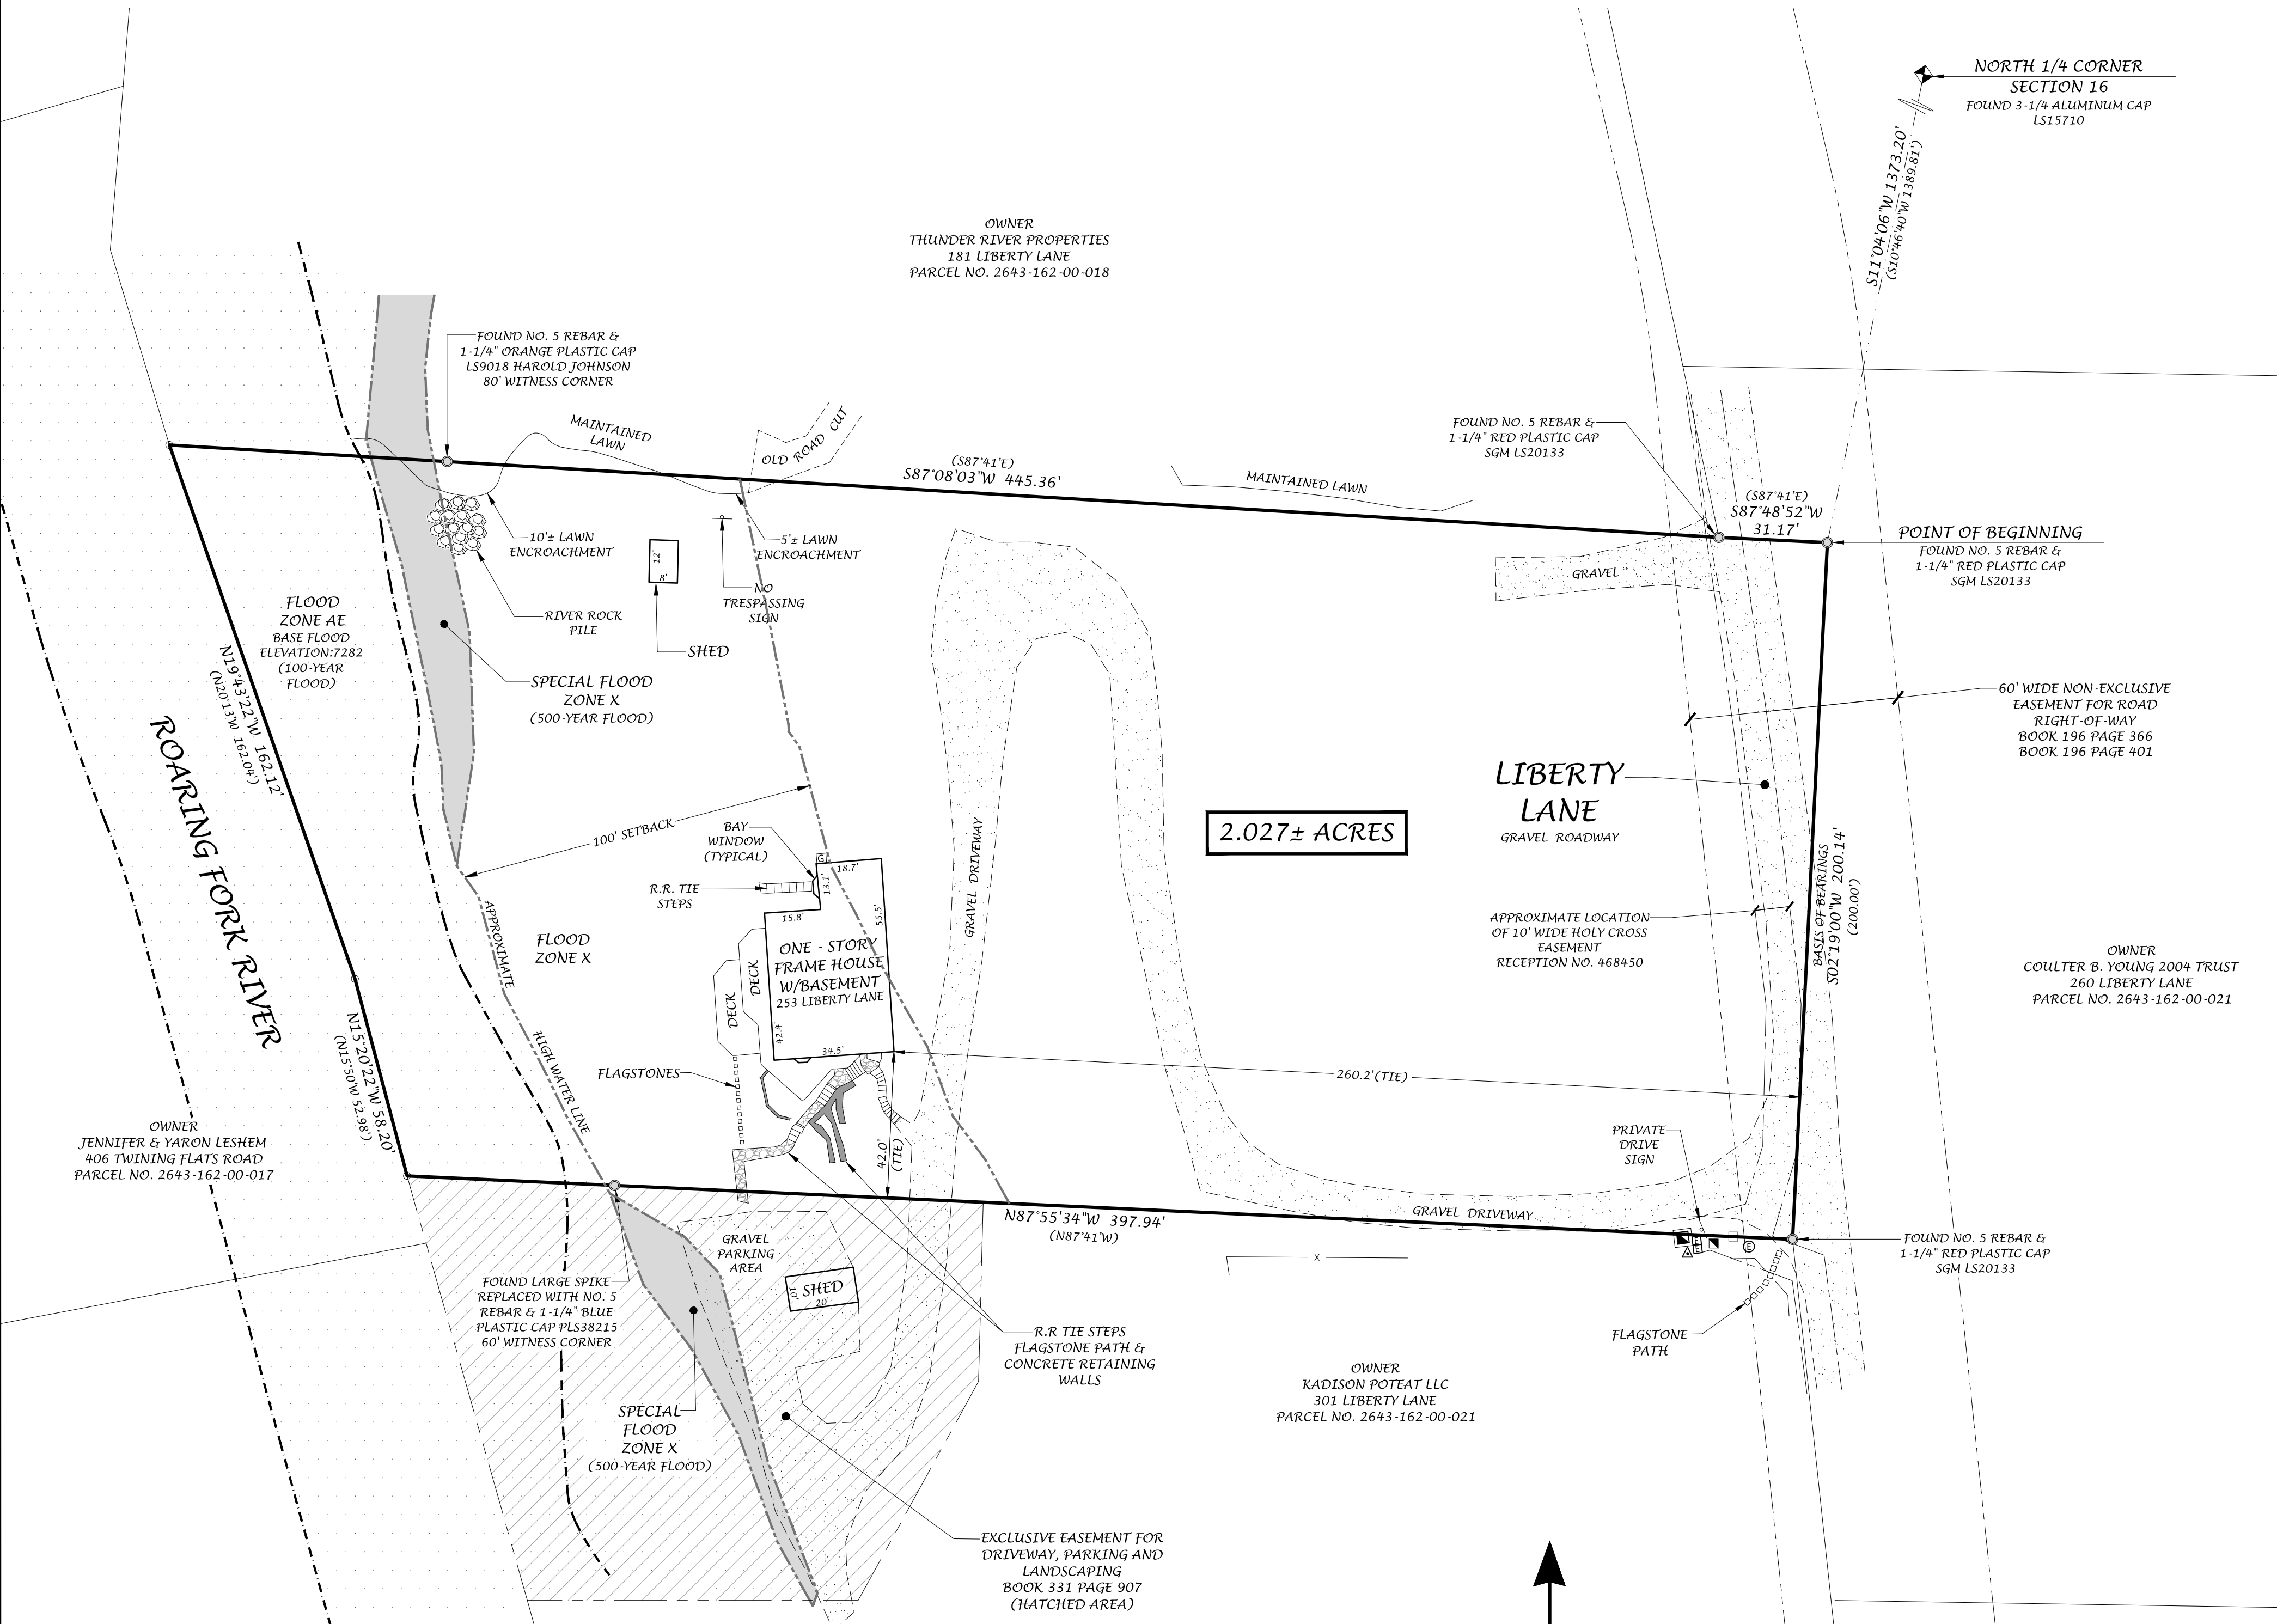 NORTH 1/4 CORNER
SECTION 16
FOUND 3-1/4 ALUMINUM CAP
LS15710
S11°04'06"W 1373.20'
(S10°46'40"W 1389.81')
OWNER
THUNDER RIVER PROPERTIES
181 LIBERTY LANE
PARCEL NO. 2643-162-00-018
FOUND NO. 5 REBAR &
1-1/4" ORANGE PLASTIC CAP
LS9018 HAROLD JOHNSON
80' WITNESS CORNER
MAINTAINED
LAWN
OLD ROAD CUT
(S87°41'E)
S87°08'03"W 445.36'
MAINTAINED LAWN
FOUND NO. 5 REBAR &
1-1/4" RED PLASTIC CAP
SGM LS20133
(S87°41'E)
S87°48'52"W
31.17'
POINT OF BEGINNING
FOUND NO. 5 REBAR &
1-1/4" RED PLASTIC CAP
SGM LS20133
10'± LAWN
ENCROACHMENT
5'± LAWN
ENCROACHMENT
12'
8'
NO
TRESPASSING
SIGN
GRAVEL
RIVER ROCK
PILE
SHED
FLOOD
ZONE AE
BASE FLOOD
ELEVATION:7282
(100-YEAR
FLOOD)
SPECIAL FLOOD
ZONE X
(500-YEAR FLOOD)
N19°43'22"W 162.12'
(N20°13'W 162.04')
ROARING FORK RIVER
60' WIDE NON-EXCLUSIVE
EASEMENT FOR ROAD
RIGHT-OF-WAY
BOOK 196 PAGE 366
BOOK 196 PAGE 401
LIBERTY
LANE
GRAVEL ROADWAY
2.027± ACRES
100' SETBACK
BAY
WINDOW
(TYPICAL)
G
18.7'
13.1'
R.R. TIE
STEPS
15.8'
55.5'
GRAVEL DRIVEWAY
APPROXIMATE
HIGH WATER LINE
FLOOD
ZONE X
DECK
DECK
ONE - STORY
FRAME HOUSE
W/BASEMENT
253 LIBERTY LANE
42.4'
34.5'
BASIS OF BEARINGS
S02°19'00"W 200.14'
(200.00')
APPROXIMATE LOCATION
OF 10' WIDE HOLY CROSS
EASEMENT
RECEPTION NO. 468450
OWNER
COULTER B. YOUNG 2004 TRUST
260 LIBERTY LANE
PARCEL NO. 2643-162-00-021
N15°20'22"W 58.20'
(N15°50'W 52.98')
FLAGSTONES
260.2'(TIE)
OWNER
JENNIFER & YARON LESHEM
406 TWINING FLATS ROAD
PARCEL NO. 2643-162-00-017
42.0'
(TIE)
PRIVATE
DRIVE
SIGN
N87°55'34"W 397.94'
(N87°41'W)
GRAVEL DRIVEWAY
E
X
FOUND NO. 5 REBAR &
1-1/4" RED PLASTIC CAP
SGM LS20133
GRAVEL
PARKING
AREA
FOUND LARGE SPIKE
REPLACED WITH NO. 5
REBAR & 1-1/4" BLUE
PLASTIC CAP PLS38215
60' WITNESS CORNER
SHED
10'
20'
R.R TIE STEPS
FLAGSTONE PATH &
CONCRETE RETAINING
WALLS
FLAGSTONE
PATH
OWNER
KADISON POTEAT LLC
301 LIBERTY LANE
PARCEL NO. 2643-162-00-021
SPECIAL
FLOOD
ZONE X
(500-YEAR FLOOD)
EXCLUSIVE EASEMENT FOR
DRIVEWAY, PARKING AND
LANDSCAPING
BOOK 331 PAGE 907
(HATCHED AREA)